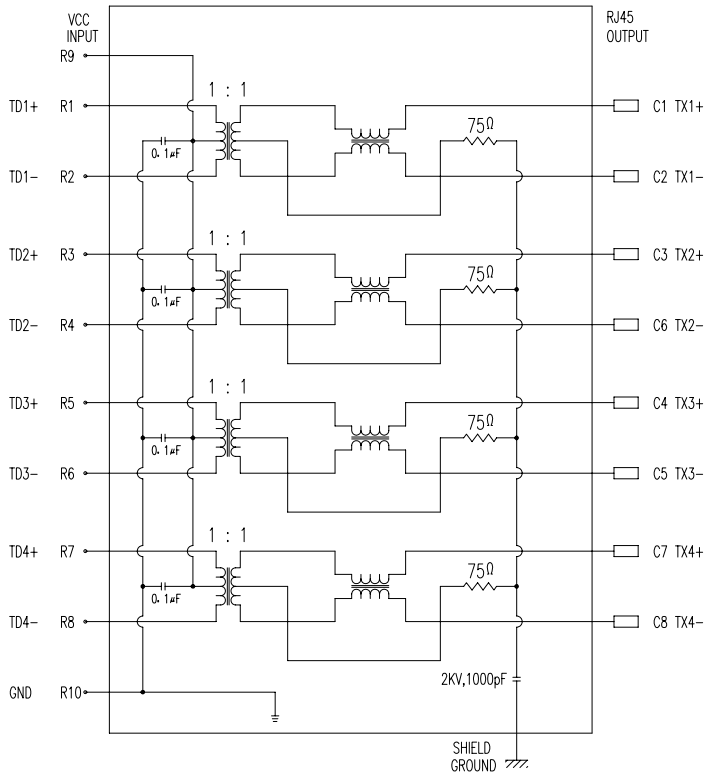 VCC
INPUT
RJ45
OUTPUT
R9
1 : 1
TD1+ R1
75Ω
C1 TX1+
0.1µF
TD1- R2
C2 TX1-
1 : 1
TD2+ R3
75Ω
C3 TX2+
0.1µF
TD2- R4
C6 TX2-
1 : 1
TD3+ R5
75Ω
C4 TX3+
0.1µF
TD3- R6
C5 TX3-
1 : 1
TD4+ R7
75Ω
C7 TX4+
0.1µF
TD4- R8
C8 TX4-
2KV,1000pF
GND R10
SHIELD
GROUND